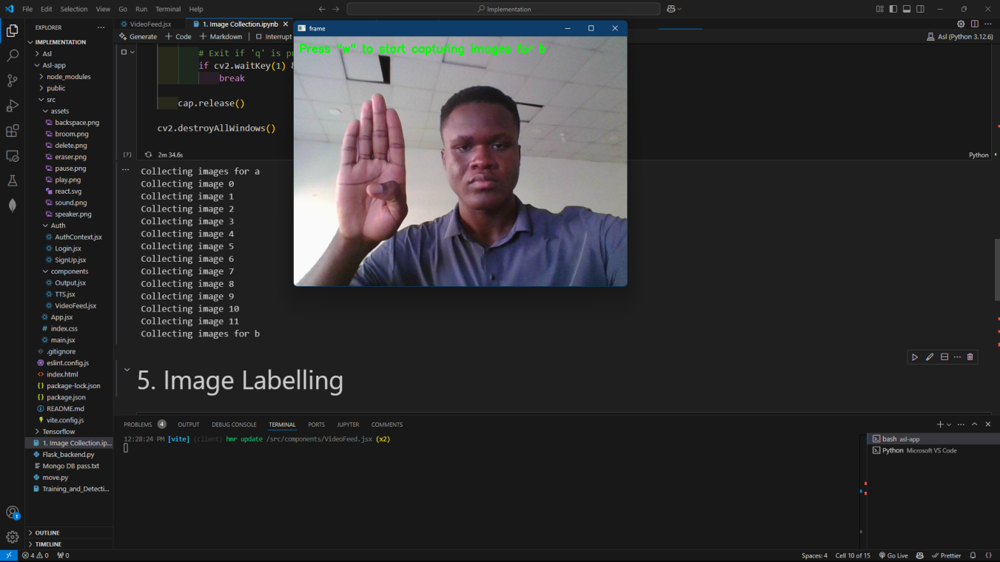 File Edit Selection View Go Run Terminal Help
Implementation
EXPLORER
IMPLEMENTATION
Asl
Asl-app
node_modules
public
src
assets
backspace.png
broom.png
delete.png
eraser.png
pause.png
play.png
react.svg
sound.png
speaker.png
Auth
AuthContext.jsx
Login.jsx
SignUp.jsx
components
Output.jsx
TTS.jsx
VideoFeed.jsx
App.jsx
index.css
main.jsx
.gitignore
eslint.config.js
index.html
package-lock.json
package.json
README.md
vite.config.js
Tensorflow
1. Image Collection.ip...
Flask_backend.py
Mongo DB pass.txt
move.py
Training_and_Detecti...
OUTLINE
TIMELINE
VideoFeed.jsx
1. Image Collection.ipynb
Generate + Code + Markdown Interrupt
Asl (Python 3.12.6)
# Exit if 'q' is p
if cv2.waitKey(1) &
break
cap.release()
cv2.destroyAllWindows()
[7] 2m 34.6s
Python
frame
Press "w" to start capturing images for b
Collecting images for a
Collecting image 0
Collecting image 1
Collecting image 2
Collecting image 3
Collecting image 4
Collecting image 5
Collecting image 6
Collecting image 7
Collecting image 8
Collecting image 9
Collecting image 10
Collecting image 11
Collecting images for b
5. Image Labelling
PROBLEMS 4 OUTPUT DEBUG CONSOLE TERMINAL PORTS JUPYTER COMMENTS
12:28:24 PM [vite] (client) hmr update /src/components/VideoFeed.jsx (x2)
bash asl-app
Python Microsoft VS Code
1
4 0 0
Spaces: 4 Cell 10 of 15 Go Live Prettier